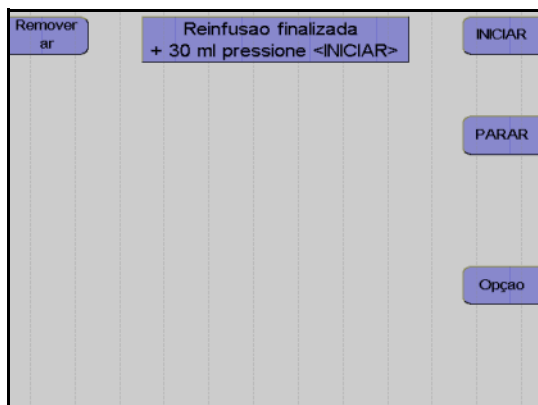 Remover
ar
Reinfusao finalizada
+ 30 ml pressione <INICIAR>
INICIAR
PARAR
Opçao